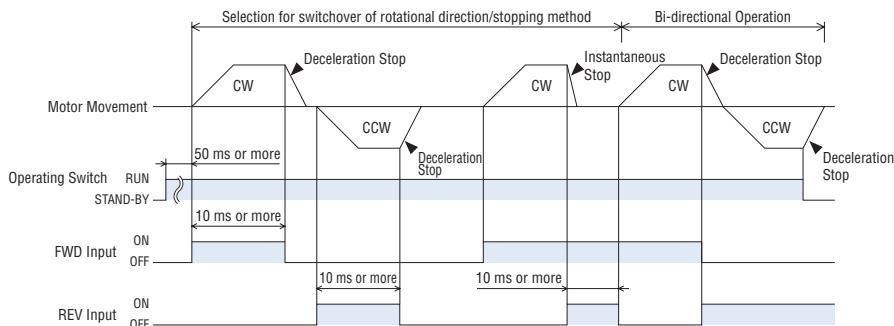 Selection for switchover of rotational direction/stopping method
Bi-directional Operation
Deceleration Stop
Instantaneous
Stop
Deceleration Stop
CW
CW
CW
Motor Movement
CCW
CCW
50 ms or more
Deceleration
Stop
Deceleration
Stop
Operating Switch
RUN
STAND-BY
10 ms or more
FWD Input
ON
OFF
10 ms or more
10 ms or more
REV Input
ON
OFF